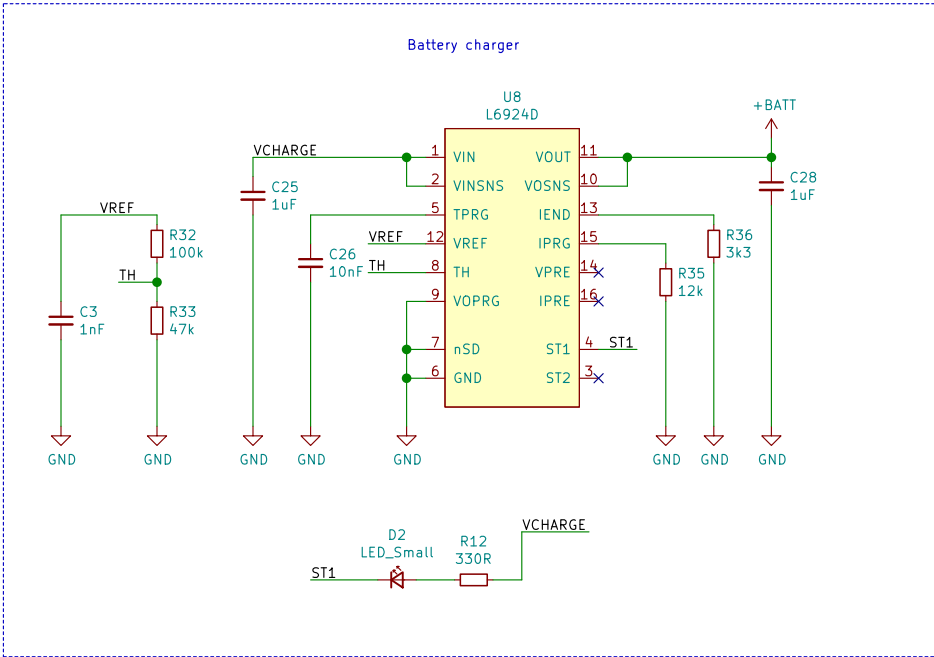 Battery charger
U8
L6924D
+BATT
VCHARGE
1 VIN VOUT 11
2 VINSNS VOSNS 10
C25
1uF
C28
1uF
5 TPRG IEND 13
VREF
R32
100k
VREF 12 VREF IPRG 15
R36
3k3
C26
10nF
TH 8 TH VPRE 14
TH
R35
12k
9 VOPRG IPRE 16
C3
1nF
R33
47k
7 nSD ST1 4 ST1
6 GND ST2 3
GND GND GND GND GND GND GND GND
VCHARGE
D2
LED_Small
R12
330R
ST1